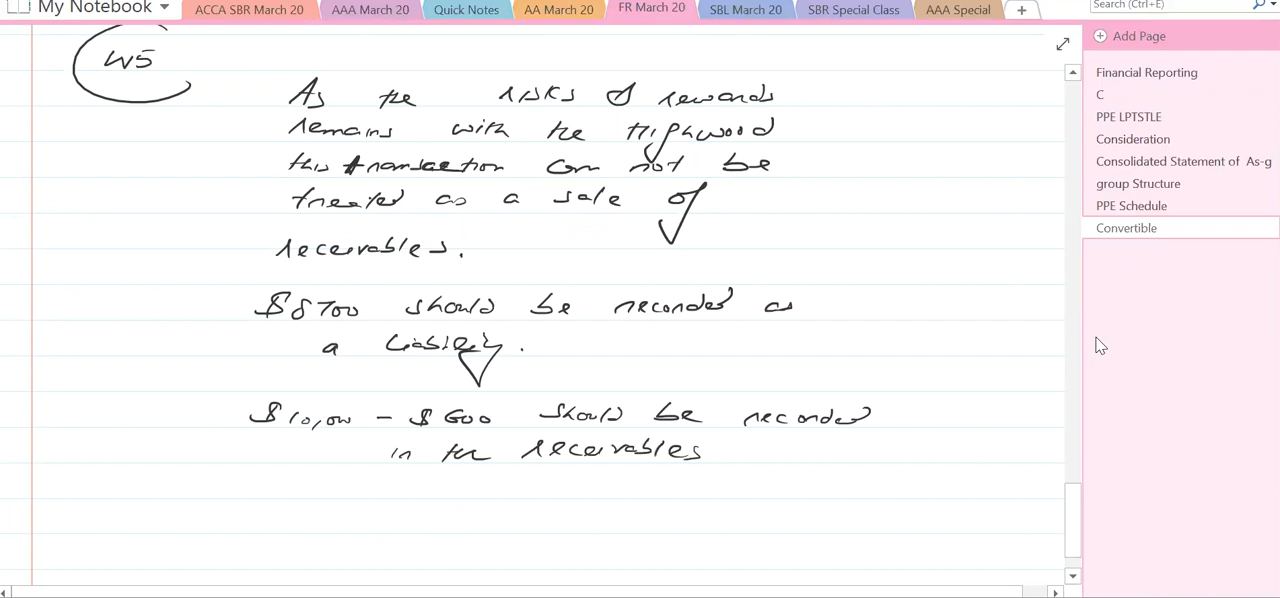 My Notebook
ACCA SBR March 20
AAA March 20
Quick Notes
AA March 20
FR March 20
SBL March 20
SBR Special Class
AAA Special
Search (Ctrl+E)
Add Page
Financial Reporting
C
PPE LPTSTLE
Consideration
Consolidated Statement of As-g
group Structure
PPE Schedule
Convertible
W5
As the risks & rewards
remains with the Highwood
this transaction can not be
treated as a sale of
receivables.
$8700 should be recorded as
a liability.
$10,000 - $600 should be recorded
in the receivables